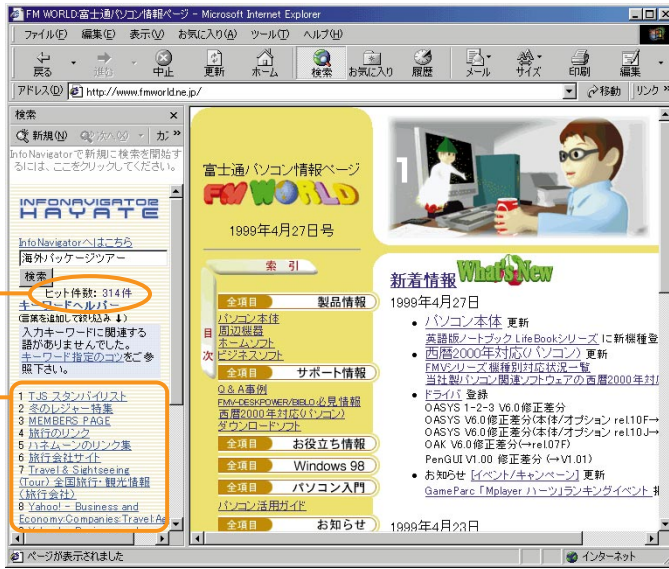 FM WORLD:富士通パソコン情報ページ - Microsoft Internet Explorer
ファイル(F) 編集(E) 表示(V) お気に入り(A) ツール(T) ヘルプ(H)
戻る 進む 中止 更新 ホーム 検索 お気に入り 履歴 メール サイズ 印刷 編集
アドレス(D) http://www.fmworld.ne.jp/ 移動 リンク »
検索 ×
新規(N) 次へ(X) カ »
InfoNavigatorで新規に検索を開始す
るには、ここをクリックしてください。
INFONAVIGATOR
HAYATE
InfoNavigatorへはこちら
海外パッケージツアー
検索
ヒット件数: 314件
キーワードヘルパー
(言葉を追加して絞り込み ↓)
入力キーワードに関連する
語がありませんでした。
キーワード指定のコツをご参
照下さい。
1 TJS スタンバイリスト
2 冬のレジャー特集
3 MEMBERS PAGE
4 旅行のリンク
5 ハネムーンのリンク集
6 旅行会社サイト
7 Travel & Sightseeing
(Tour) 全国旅行・観光情報
(旅行会社)
8 Yahoo! - Business and
Economy:Companies:Travel:Ae
富士通パソコン情報ページ
FM WORLD
1999年4月27日号
索 引
目
次
全項目 製品情報
パソコン本体
周辺機器
ホームソフト
ビジネスソフト
全項目 サポート情報
Q&A事例
FMV-DESKPOWER/BIBLO必見情報
西暦2000年対応(パソコン)
ダウンロードソフト
全項目 お役立ち情報
全項目 Windows 98
全項目 パソコン入門
パソコン活用ガイド
全項目 お知らせ
1
新着情報 What's New
1999年4月27日
• パソコン本体 更新
英語版ノートブック LifeBookシリーズ に新機種登
• 西暦2000年対応(パソコン) 更新
FMVシリーズ機種別対応状況一覧
当社製パソコン関連ソフトウェアの西暦2000年対
• ドライバ 登録
OASYS 1-2-3 V6.0修正差分
OASYS V6.0修正差分(本体/オプション rel.10F→
OASYS V6.0修正差分(本体/オプション rel.10J→
OAK V6.0修正差分(→rel.07F)
PenGUI V1.00 修正差分 (→V1.01)
• お知らせ [イベント/キャンペーン] 更新
GameParc「Mplayer ハーツ」ランキングイベント
1999年4月23日
ページが表示されました インターネット